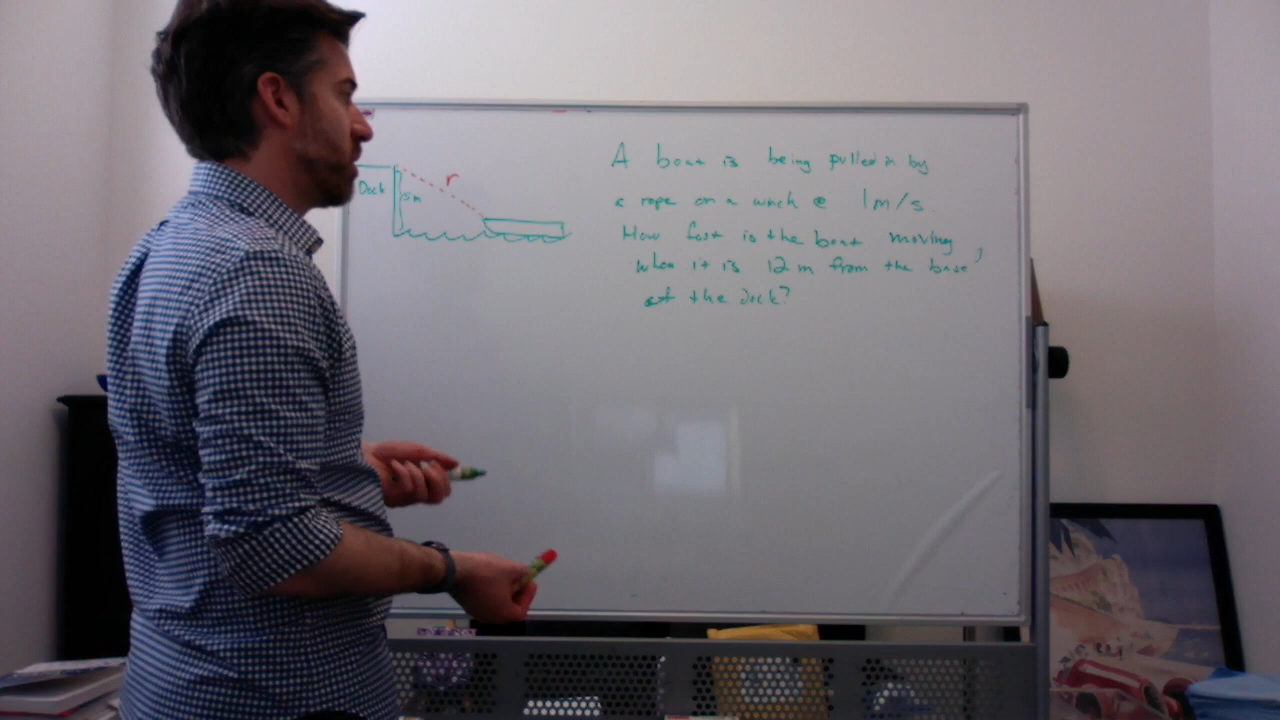 Dock
5m
r
A boat is being pulled in by
a rope on a winch @ 1m/s.
How fast is the boat moving
when it is 12 m from the base
of the dock?